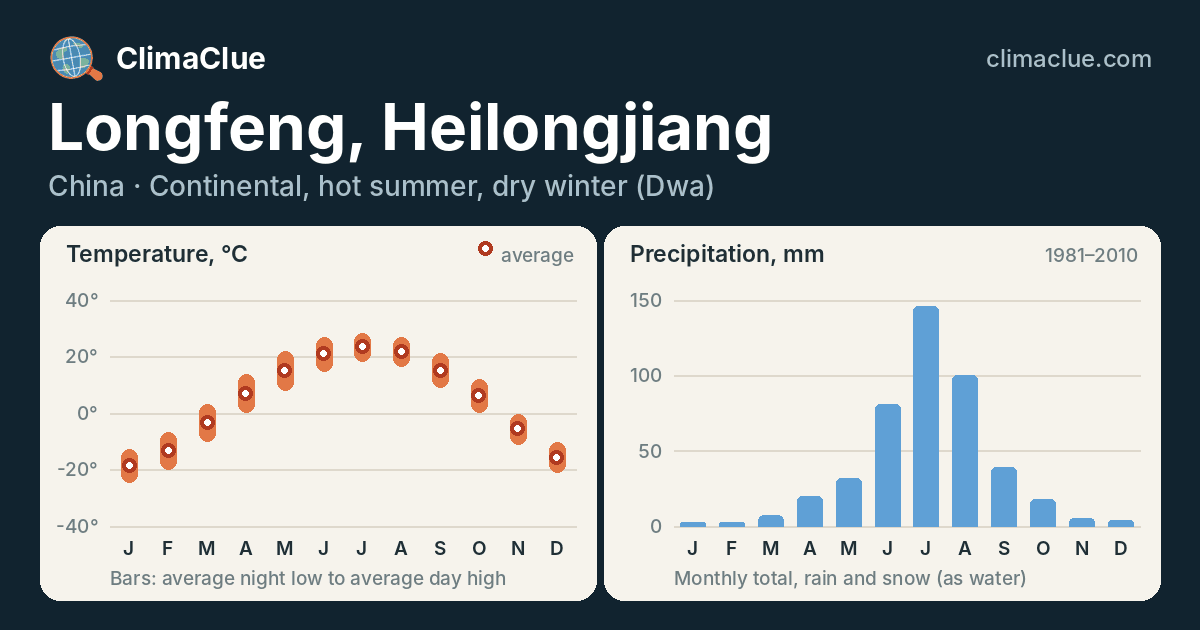 ClimaClue
climaclue.com
Longfeng, Heilongjiang
China · Continental, hot summer, dry winter (Dwa)
Temperature, °C
average
40°
20°
0°
-20°
-40°
J F M A M J J A S O N D
Bars: average night low to average day high
Precipitation, mm
1981–2010
150
100
50
0
J F M A M J J A S O N D
Monthly total, rain and snow (as water)